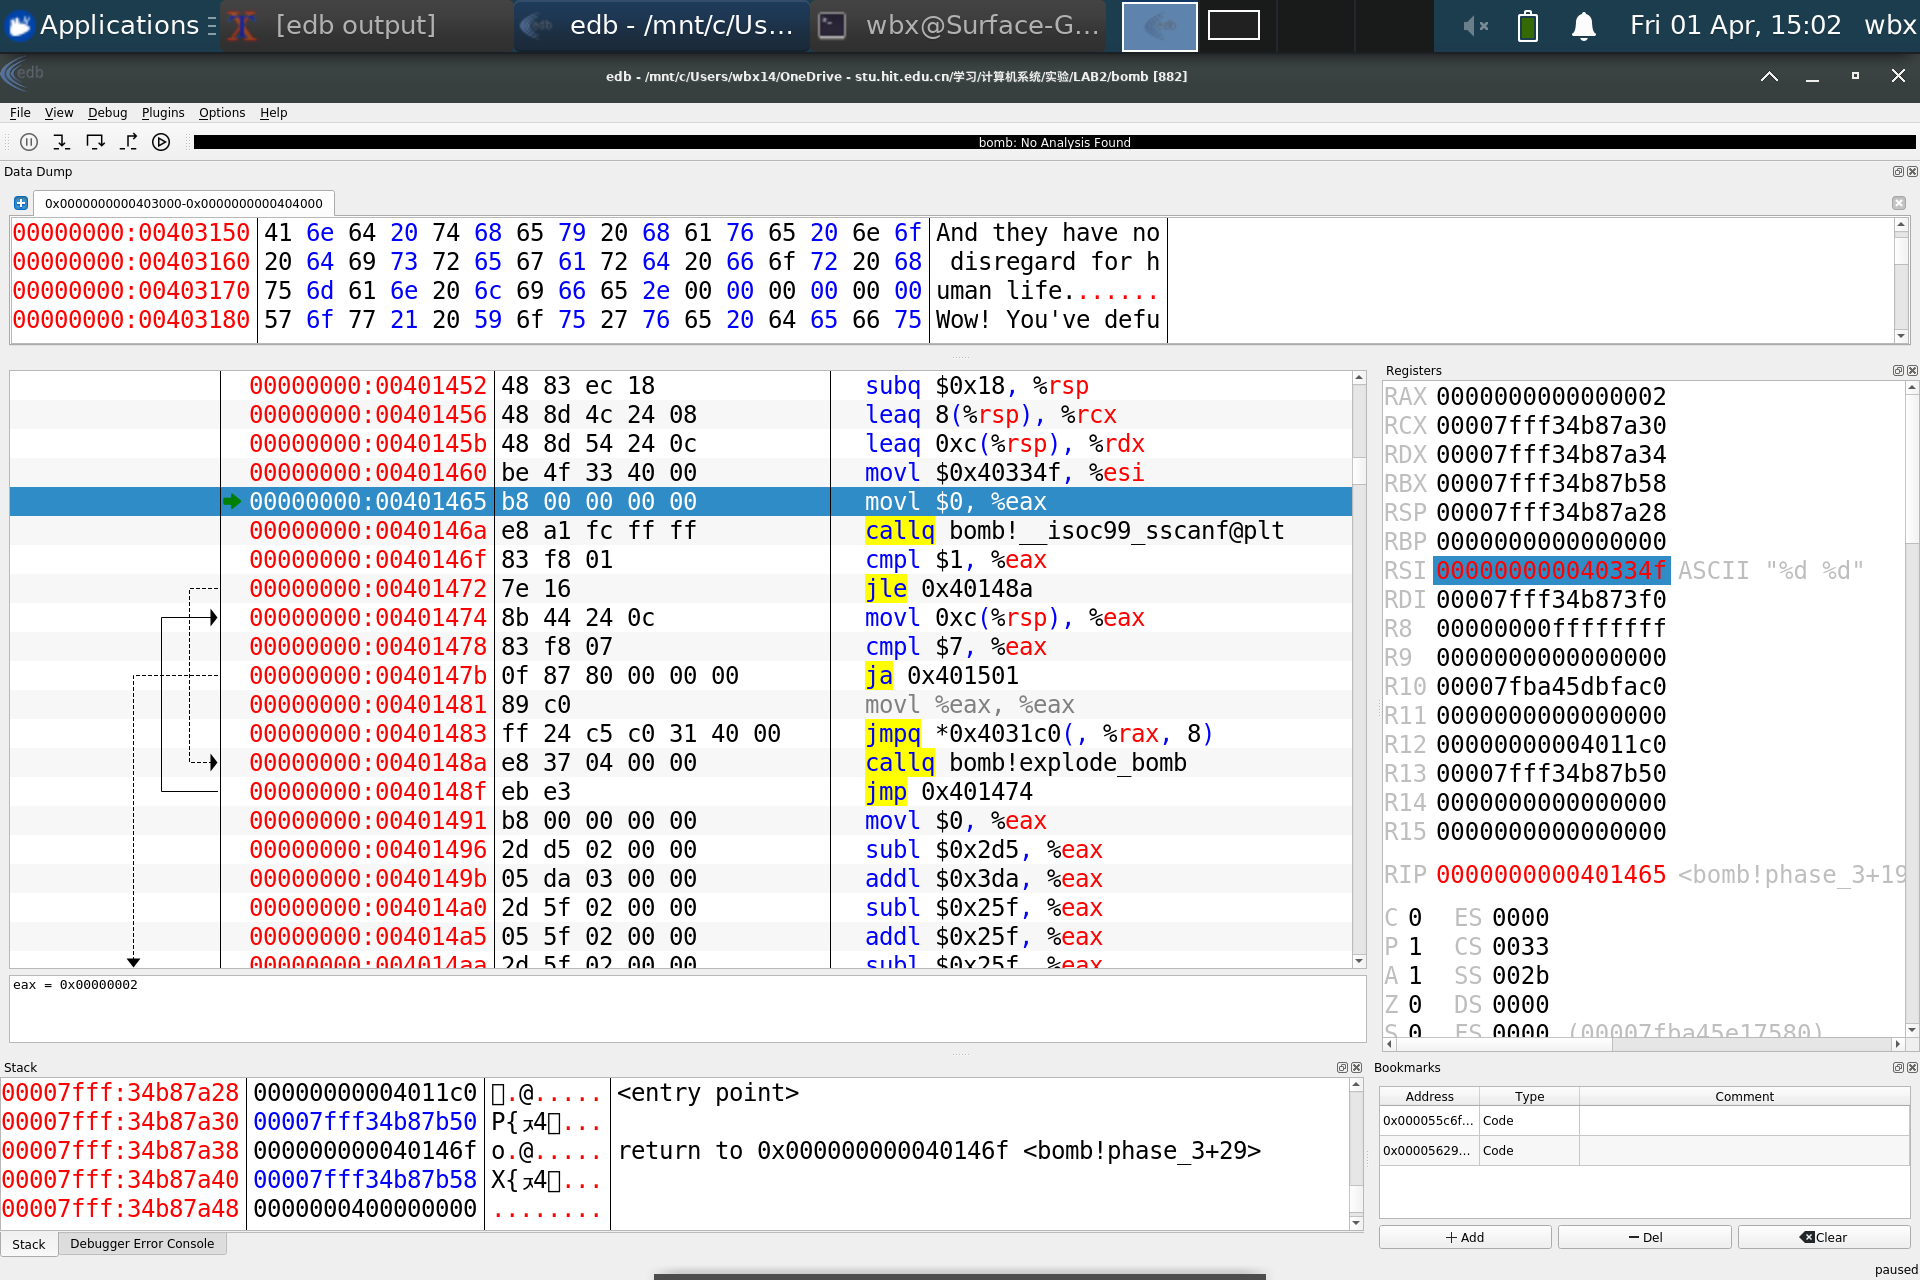 Applications
[edb output]
edb - /mnt/c/Us...
wbx@Surface-G...
Fri 01 Apr, 15:02
wbx
edb
edb - /mnt/c/Users/wbx14/OneDrive - stu.hit.edu.cn/学习/计算机系统/实验/LAB2/bomb [882]
File View Debug Plugins Options Help
bomb: No Analysis Found
Data Dump
0x0000000000403000-0x0000000000404000
00000000:00403150 41 6e 64 20 74 68 65 79 20 68 61 76 65 20 6e 6f And they have no
00000000:00403160 20 64 69 73 72 65 67 61 72 64 20 66 6f 72 20 68  disregard for h
00000000:00403170 75 6d 61 6e 20 6c 69 66 65 2e 00 00 00 00 00 00 uman life.......
00000000:00403180 57 6f 77 21 20 59 6f 75 27 76 65 20 64 65 66 75 Wow! You've defu
00000000:00401452 48 83 ec 18 subq $0x18, %rsp
00000000:00401456 48 8d 4c 24 08 leaq 8(%rsp), %rcx
00000000:0040145b 48 8d 54 24 0c leaq 0xc(%rsp), %rdx
00000000:00401460 be 4f 33 40 00 movl $0x40334f, %esi
00000000:00401465 b8 00 00 00 00 movl $0, %eax
00000000:0040146a e8 a1 fc ff ff callq bomb!__isoc99_sscanf@plt
00000000:0040146f 83 f8 01 cmpl $1, %eax
00000000:00401472 7e 16 jle 0x40148a
00000000:00401474 8b 44 24 0c movl 0xc(%rsp), %eax
00000000:00401478 83 f8 07 cmpl $7, %eax
00000000:0040147b 0f 87 80 00 00 00 ja 0x401501
00000000:00401481 89 c0 movl %eax, %eax
00000000:00401483 ff 24 c5 c0 31 40 00 jmpq *0x4031c0(, %rax, 8)
00000000:0040148a e8 37 04 00 00 callq bomb!explode_bomb
00000000:0040148f eb e3 jmp 0x401474
00000000:00401491 b8 00 00 00 00 movl $0, %eax
00000000:00401496 2d d5 02 00 00 subl $0x2d5, %eax
00000000:0040149b 05 da 03 00 00 addl $0x3da, %eax
00000000:004014a0 2d 5f 02 00 00 subl $0x25f, %eax
00000000:004014a5 05 5f 02 00 00 addl $0x25f, %eax
00000000:004014aa 2d 5f 02 00 00 subl $0x25f, %eax
eax = 0x00000002
Registers
RAX 0000000000000002
RCX 00007fff34b87a30
RDX 00007fff34b87a34
RBX 00007fff34b87b58
RSP 00007fff34b87a28
RBP 0000000000000000
RSI 000000000040334f ASCII "%d %d"
RDI 00007fff34b873f0
R8 00000000ffffffff
R9 0000000000000000
R10 00007fba45dbfac0
R11 0000000000000000
R12 00000000004011c0
R13 00007fff34b87b50
R14 0000000000000000
R15 0000000000000000
RIP 0000000000401465 <bomb!phase_3+19
C 0 ES 0000
P 1 CS 0033
A 1 SS 002b
Z 0 DS 0000
S 0 FS 0000 (00007fba45e17580)
Stack
00007fff:34b87a28 00000000004011c0 .@..... <entry point>
00007fff:34b87a30 00007fff34b87b50 P{ｽ4...
00007fff:34b87a38 000000000040146f o.@..... return to 0x000000000040146f <bomb!phase_3+29>
00007fff:34b87a40 00007fff34b87b58 X{ｽ4...
00007fff:34b87a48 0000000400000000 ........
Stack
Debugger Error Console
Bookmarks
Address Type Comment
0x000055c6f... Code
0x00005629... Code
Add
Del
Clear
paused